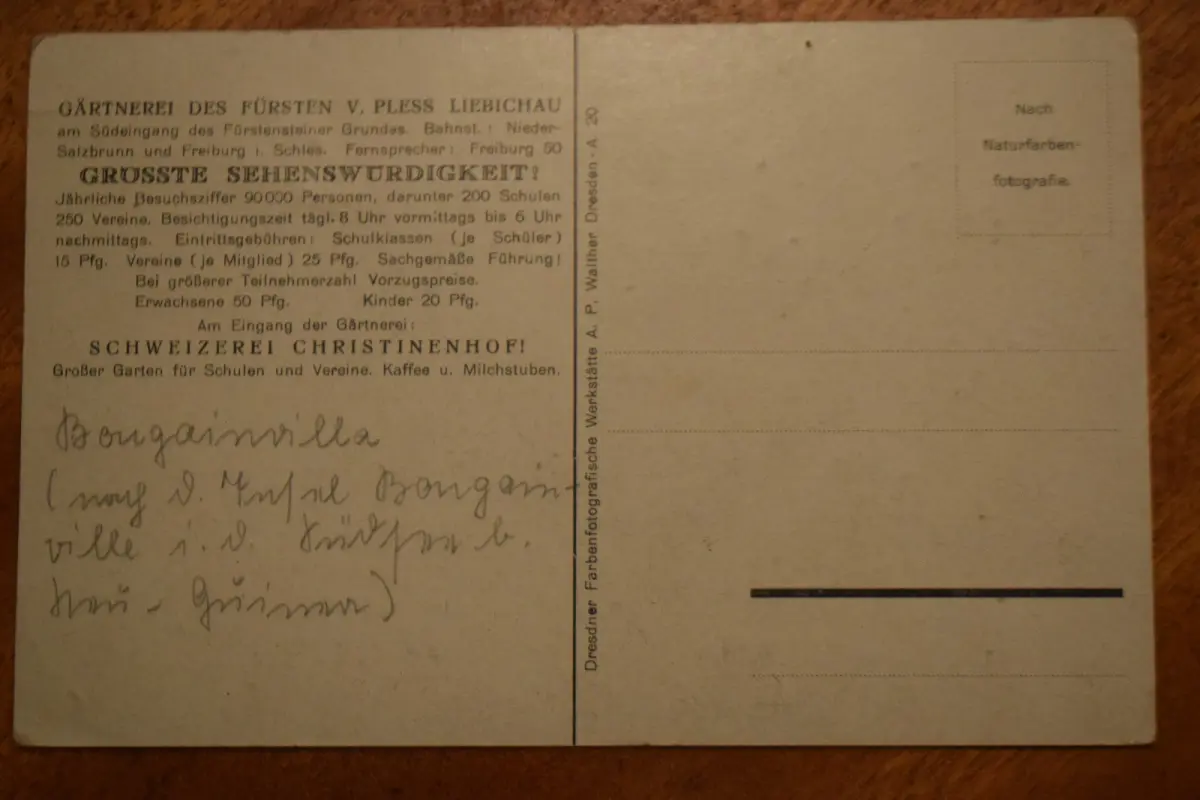 GÄRTNEREI DES FÜRSTEN V. PLESS LIEBICHAU
am Südeingang des Fürstensteiner Grundes. Bahnst.: Nieder-
Salzbrunn und Freiburg i. Schles. Fernsprecher: Freiburg 50
GRÖSSTE SEHENSWÜRDIGKEIT!
Jährliche Besuchsziffer 90000 Personen, darunter 200 Schulen
250 Vereine. Besichtigungszeit tägl. 8 Uhr vormittags bis 6 Uhr
nachmittags. Eintrittsgebühren: Schulklassen (je Schüler)
15 Pfg. Vereine (je Mitglied) 25 Pfg. Sachgemäße Führung!
Bei größerer Teilnehmerzahl Vorzugspreise.
Erwachsene 50 Pfg. Kinder 20 Pfg.
Am Eingang der Gärtnerei:
SCHWEIZEREI CHRISTINENHOF!
Großer Garten für Schulen und Vereine. Kaffee u. Milchstuben.
Bougainvilla
(nach d. Insel Bougain-
ville i. d. Südsee b.
Neu-Guinea)
Dresdner Farbenfotografische Werkstätte A. P. Walther Dresden-A 20
Nach
Naturfarben-
fotografie.